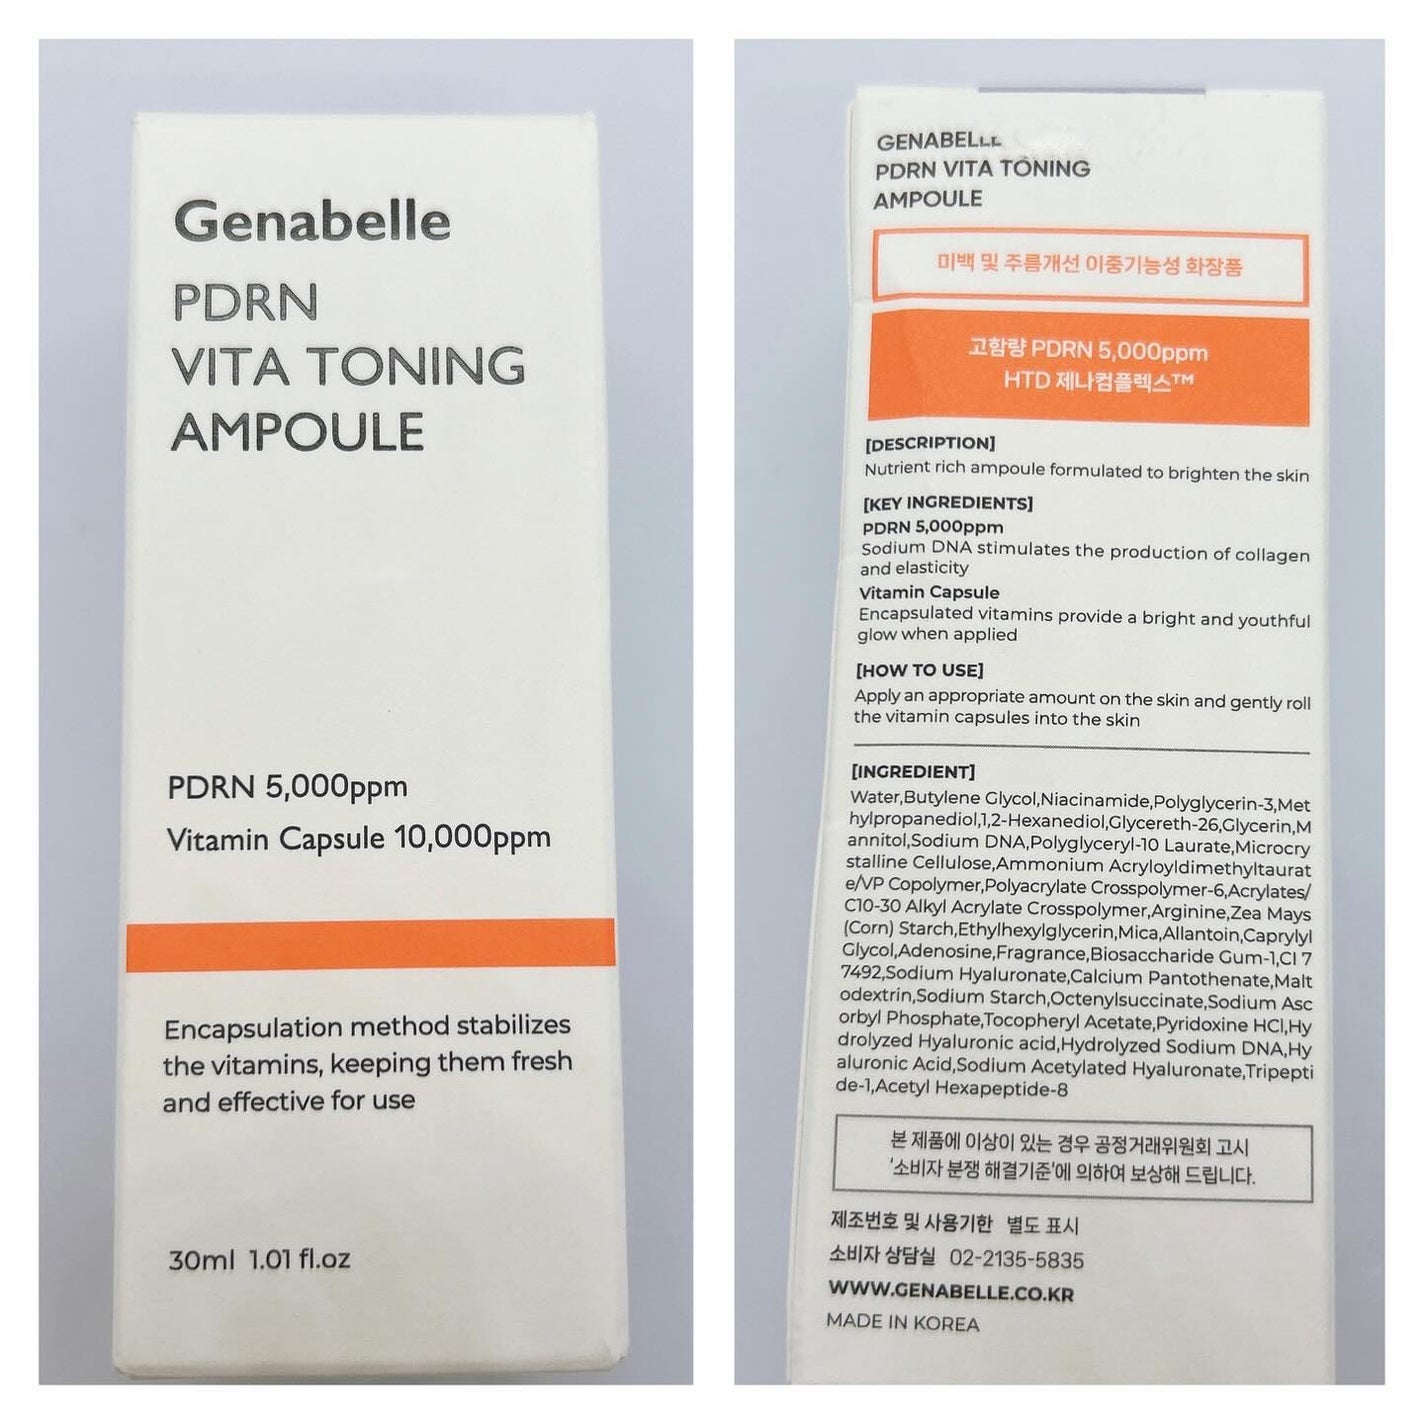 Genabelle
PDRN
VITA TONING
AMPOULE
PDRN 5,000ppm
Vitamin Capsule 10,000ppm
Encapsulation method stabilizes
the vitamins, keeping them fresh
and effective for use
30ml 1.01 fl.oz
GENABELLE
PDRN VITA TONING
AMPOULE
미백 및 주름개선 이중기능성 화장품
고함량 PDRN 5,000ppm
HTD 제나컴플렉스™
[DESCRIPTION]
Nutrient rich ampoule formulated to brighten the skin
[KEY INGREDIENTS]
PDRN 5,000ppm
Sodium DNA stimulates the production of collagen
and elasticity
Vitamin Capsule
Encapsulated vitamins provide a bright and youthful
glow when applied
[HOW TO USE]
Apply an appropriate amount on the skin and gently roll
the vitamin capsules into the skin
[INGREDIENT]
Water,Butylene Glycol,Niacinamide,Polyglycerin-3,Met
hylpropanediol,1,2-Hexanediol,Glycereth-26,Glycerin,M
annitol,Sodium DNA,Polyglyceryl-10 Laurate,Microcry
stalline Cellulose,Ammonium Acryloyldimethyltaurat
e/VP Copolymer,Polyacrylate Crosspolymer-6,Acrylates/
C10-30 Alkyl Acrylate Crosspolymer,Arginine,Zea Mays
(Corn) Starch,Ethylhexylglycerin,Mica,Allantoin,Caprylyl
Glycol,Adenosine,Fragrance,Biosaccharide Gum-1,CI 7
7492,Sodium Hyaluronate,Calcium Pantothenate,Malt
odextrin,Sodium Starch,Octenylsuccinate,Sodium Asc
orbyl Phosphate,Tocopheryl Acetate,Pyridoxine HCl,Hy
drolyzed Hyaluronic acid,Hydrolyzed Sodium DNA,Hy
aluronic Acid,Sodium Acetylated Hyaluronate,Tripepti
de-1,Acetyl Hexapeptide-8
본 제품에 이상이 있는 경우 공정거래위원회 고시
'소비자 분쟁 해결기준'에 의하여 보상해 드립니다.
제조번호 및 사용기한 별도 표시
소비자 상담실 02-2135-5835
WWW.GENABELLE.CO.KR
MADE IN KOREA